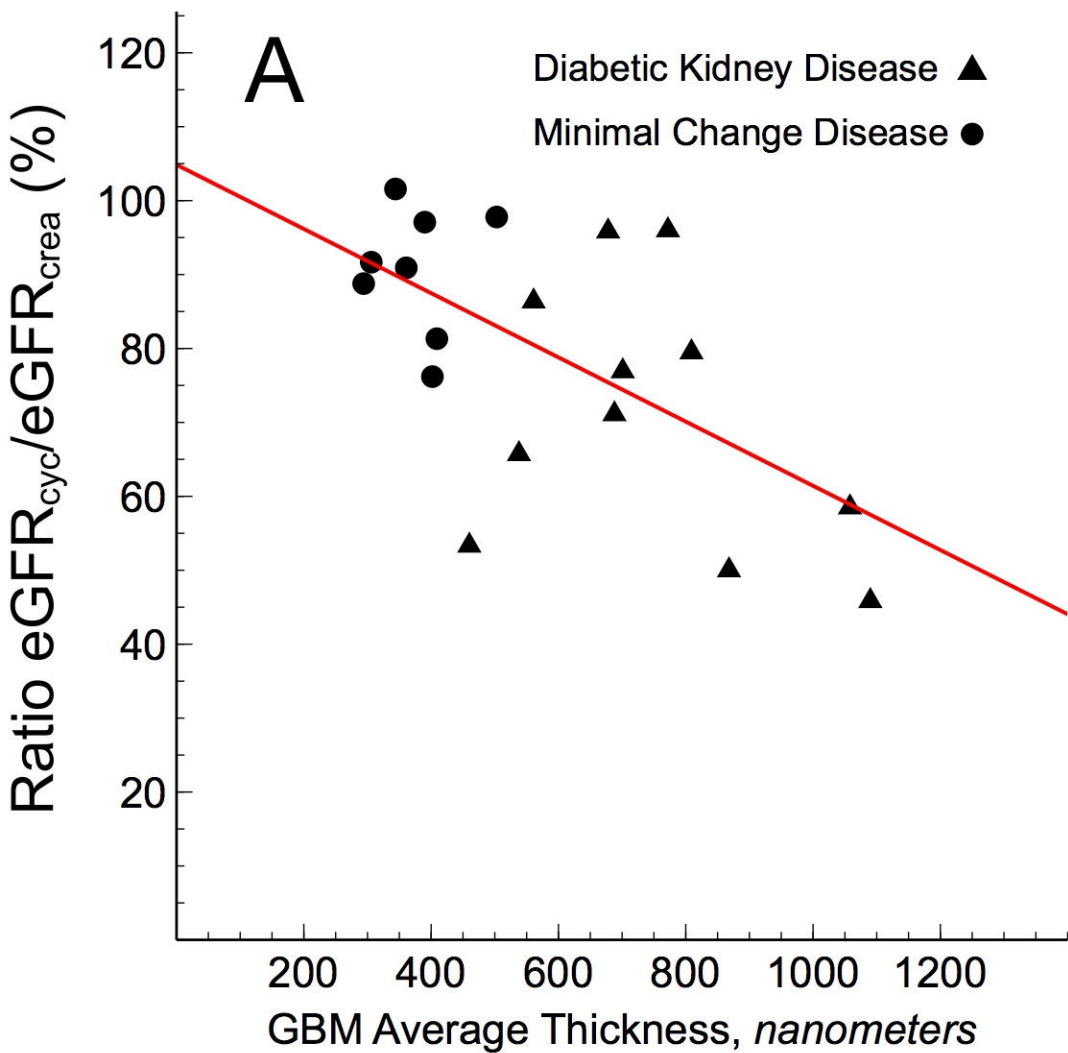 A
Diabetic Kidney Disease ▲
Minimal Change Disease ●
Ratio eGFRcyc/eGFRcrea (%)
120
100
80
60
40
20
200 400 600 800 1000 1200
GBM Average Thickness, nanometers